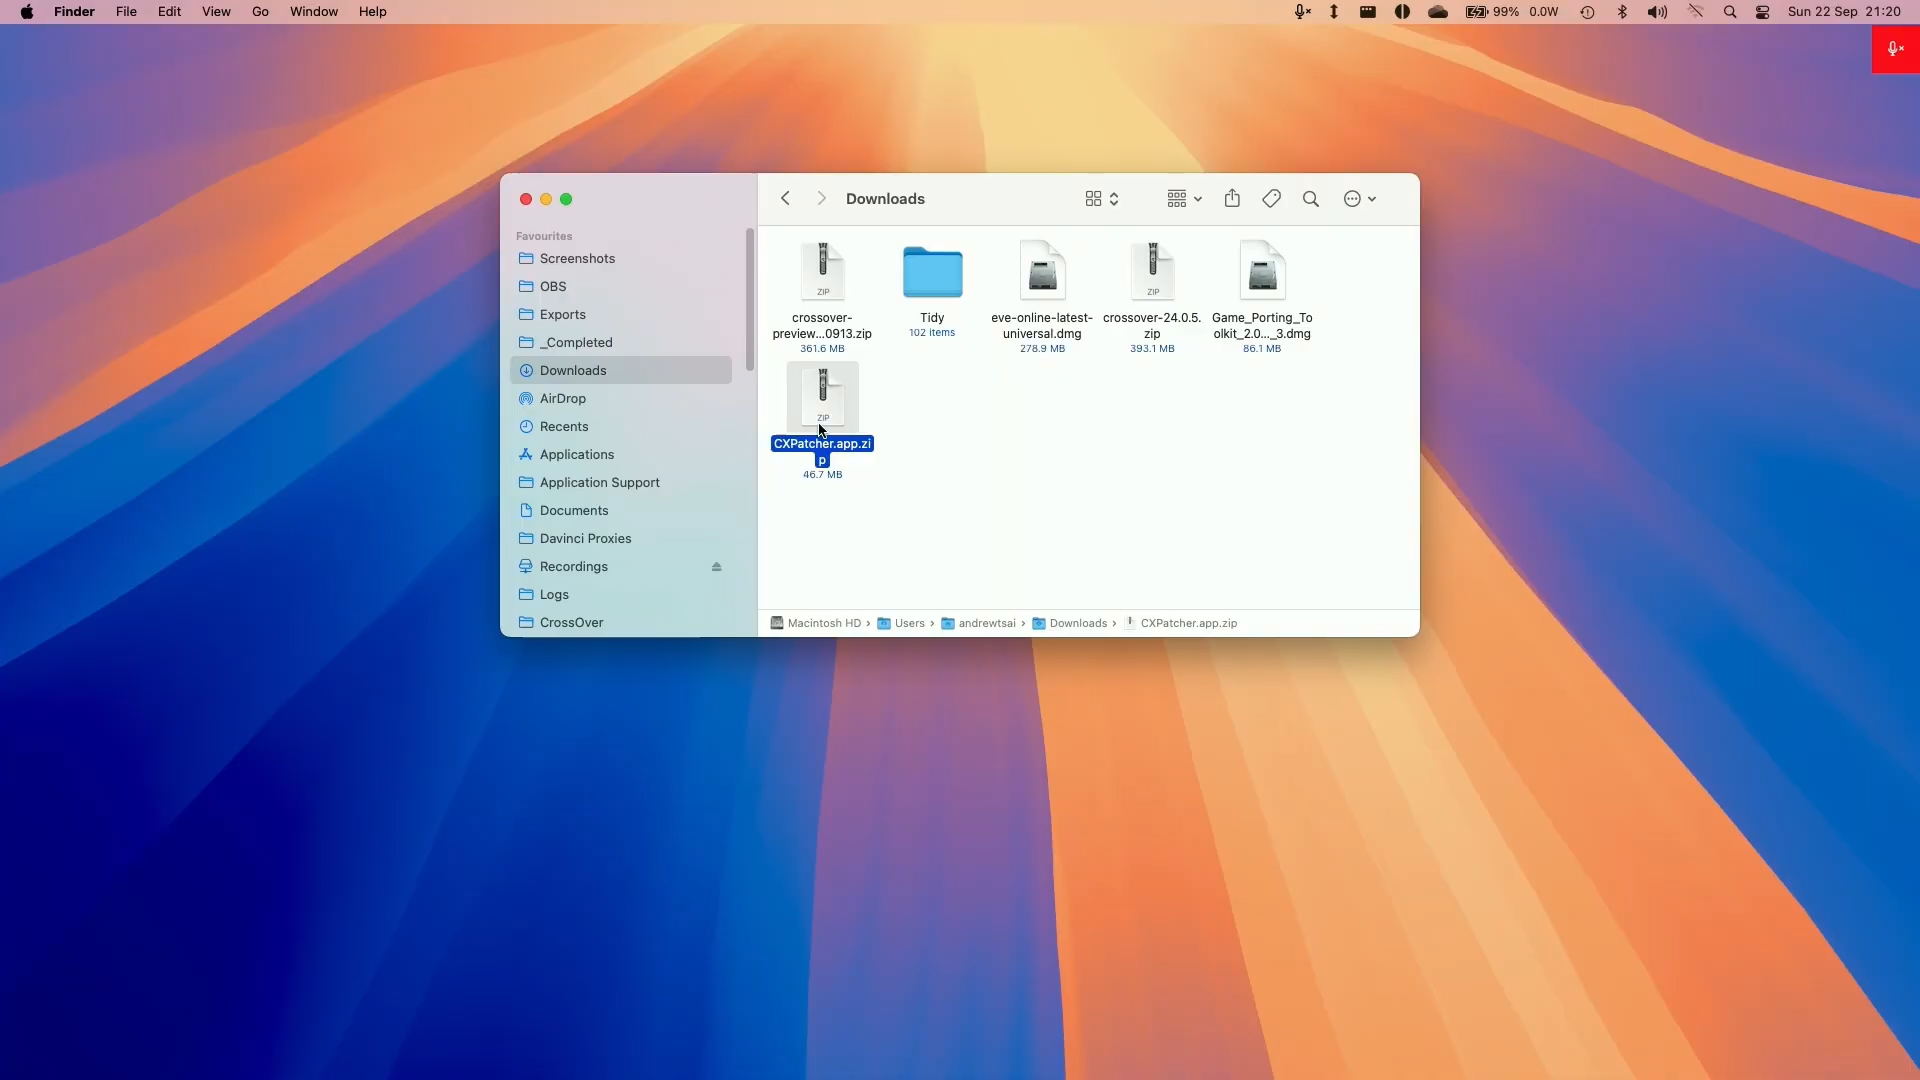 Finder File Edit View Go Window Help 99% 0.0W Sun 22 Sep 21:20
Downloads
Favourites
Screenshots
OBS
Exports
_Completed
Downloads
AirDrop
Recents
Applications
Application Support
Documents
Davinci Proxies
Recordings
Logs
CrossOver
ZIP
crossover-
preview...0913.zip
361.6 MB
Tidy
102 items
eve-online-latest-
universal.dmg
278.9 MB
ZIP
crossover-24.0.5.
zip
393.1 MB
Game_Porting_To
olkit_2.0..._3.dmg
86.1 MB
ZIP
CXPatcher.app.zi
p
46.7 MB
Macintosh HD › Users › andrewtsai › Downloads › CXPatcher.app.zip